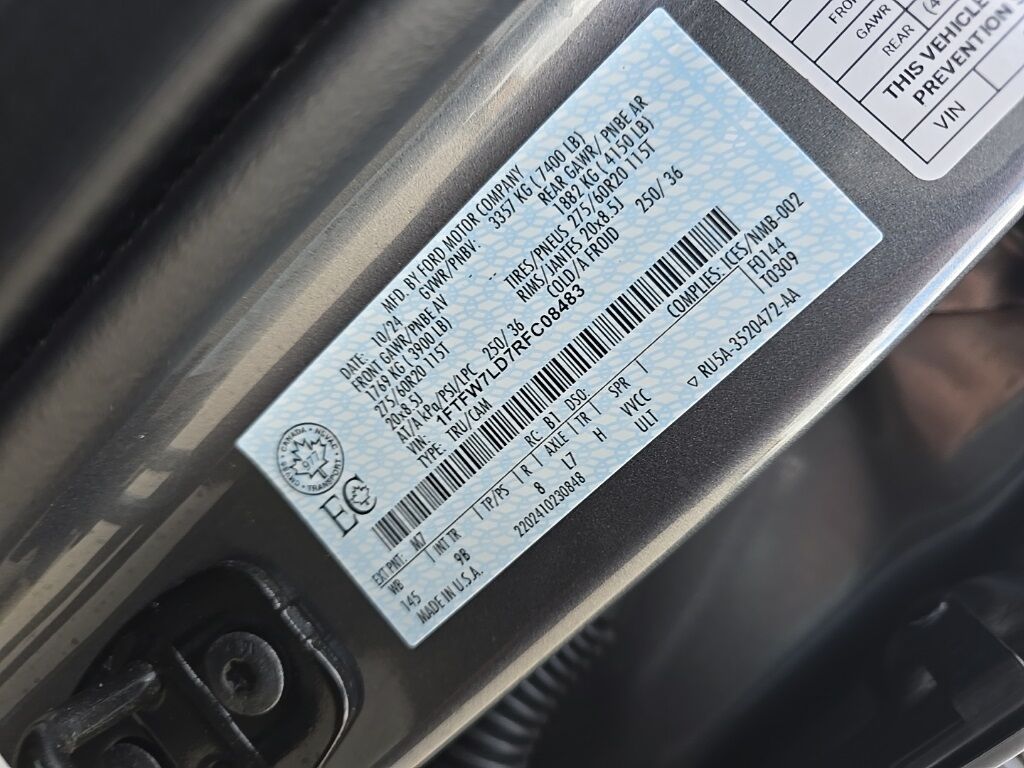 FRO
GAWR
REAR (4
THIS VEHICLE
PREVENTION S
VIN
MFD. BY FORD MOTOR COMPANY
DATE: 10/24 GVWR/PNBV: 3357 KG ( 7400 LB)
FRONT GAWR/PNBE AV REAR GAWR/ PNBE AR
1769 KG ( 3900 LB) 1882 KG ( 4150 LB)
275/60R20 115T TIRES/PNEUS 275/60R20 115T
20x8.5J RIMS/JANTES 20x8.5J
AT/A kPa/PSI/LPC 250/ 36 COLD/A FROID 250/ 36
VIN: 1FTFW7LD7RFC08483
TYPE: TRU/CAM
CANADA
977
TRANSPORT
EC
COMPLIES: ICES/NMB-002
EXT PNT: M7 RC: B1 DSO: F0144
WB INT TR TP/PS R AXLE TR SPR T0309
145 9B 8 L7 H VVCC
MADE IN U.S.A. 220241023084B ULT ▽ RU5A-3520472-AA